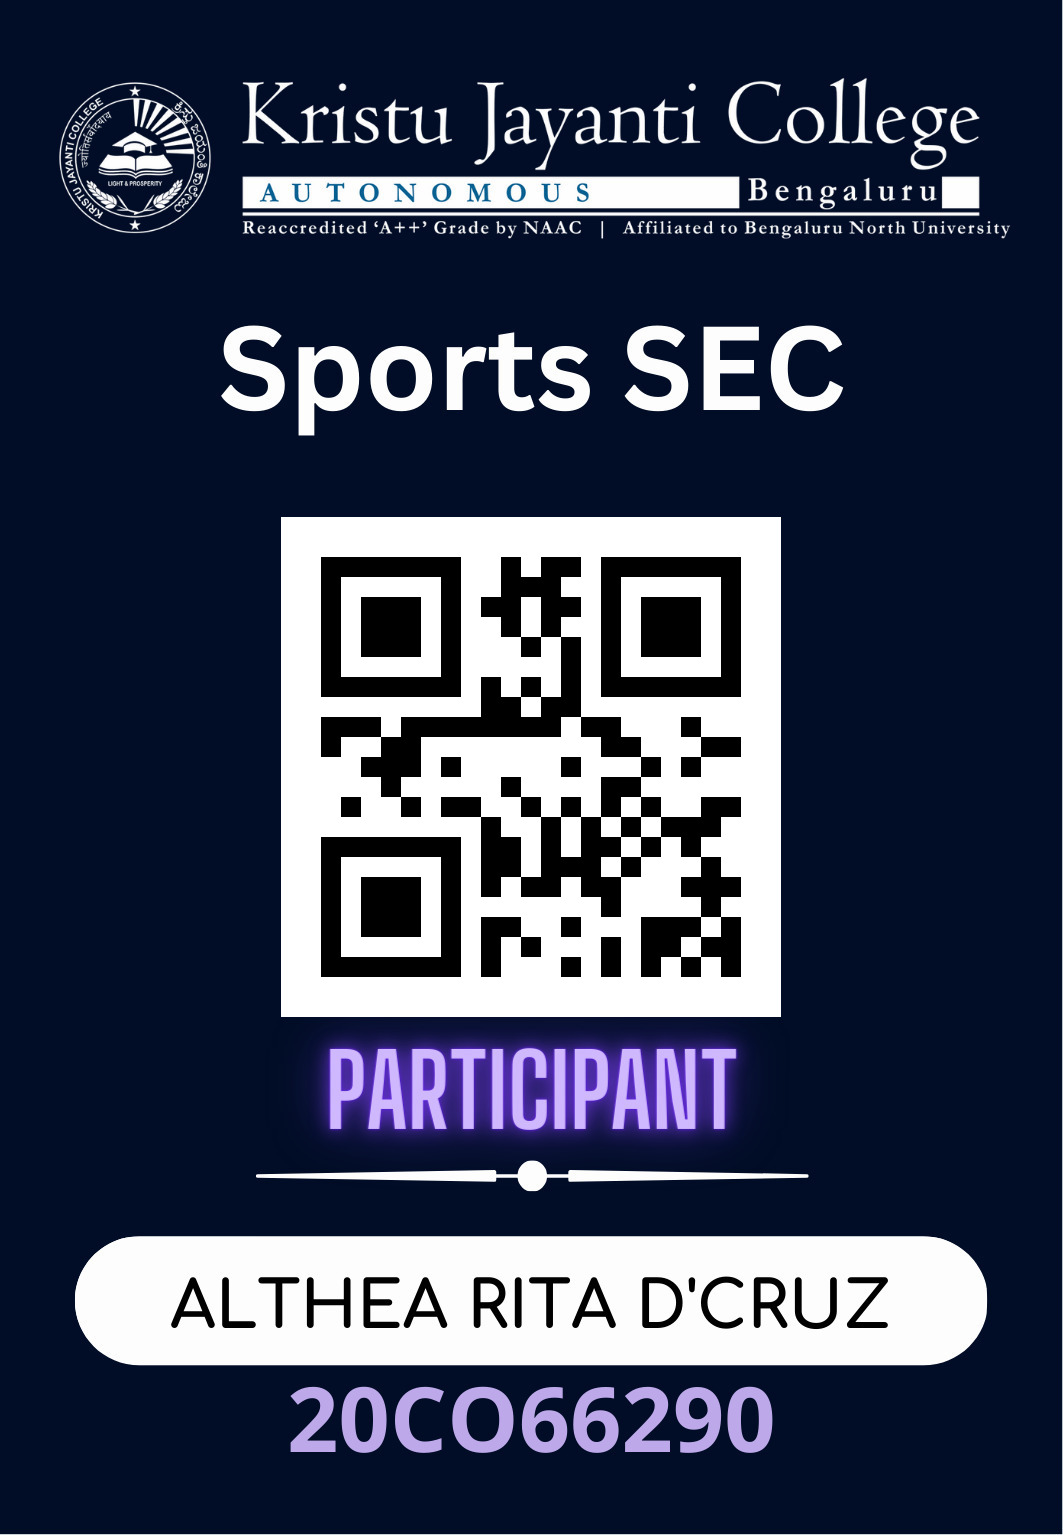 KRISTU JAYANTI COLLEGE
ज्योतिसंवादयाय
LIGHT & PROSPERITY
Kristu Jayanti College
AUTONOMOUS Bengaluru
Reaccredited ‘A++’ Grade by NAAC | Affiliated to Bengaluru North University
Sports SEC
PARTICIPANT
ALTHEA RITA D'CRUZ
20CO66290